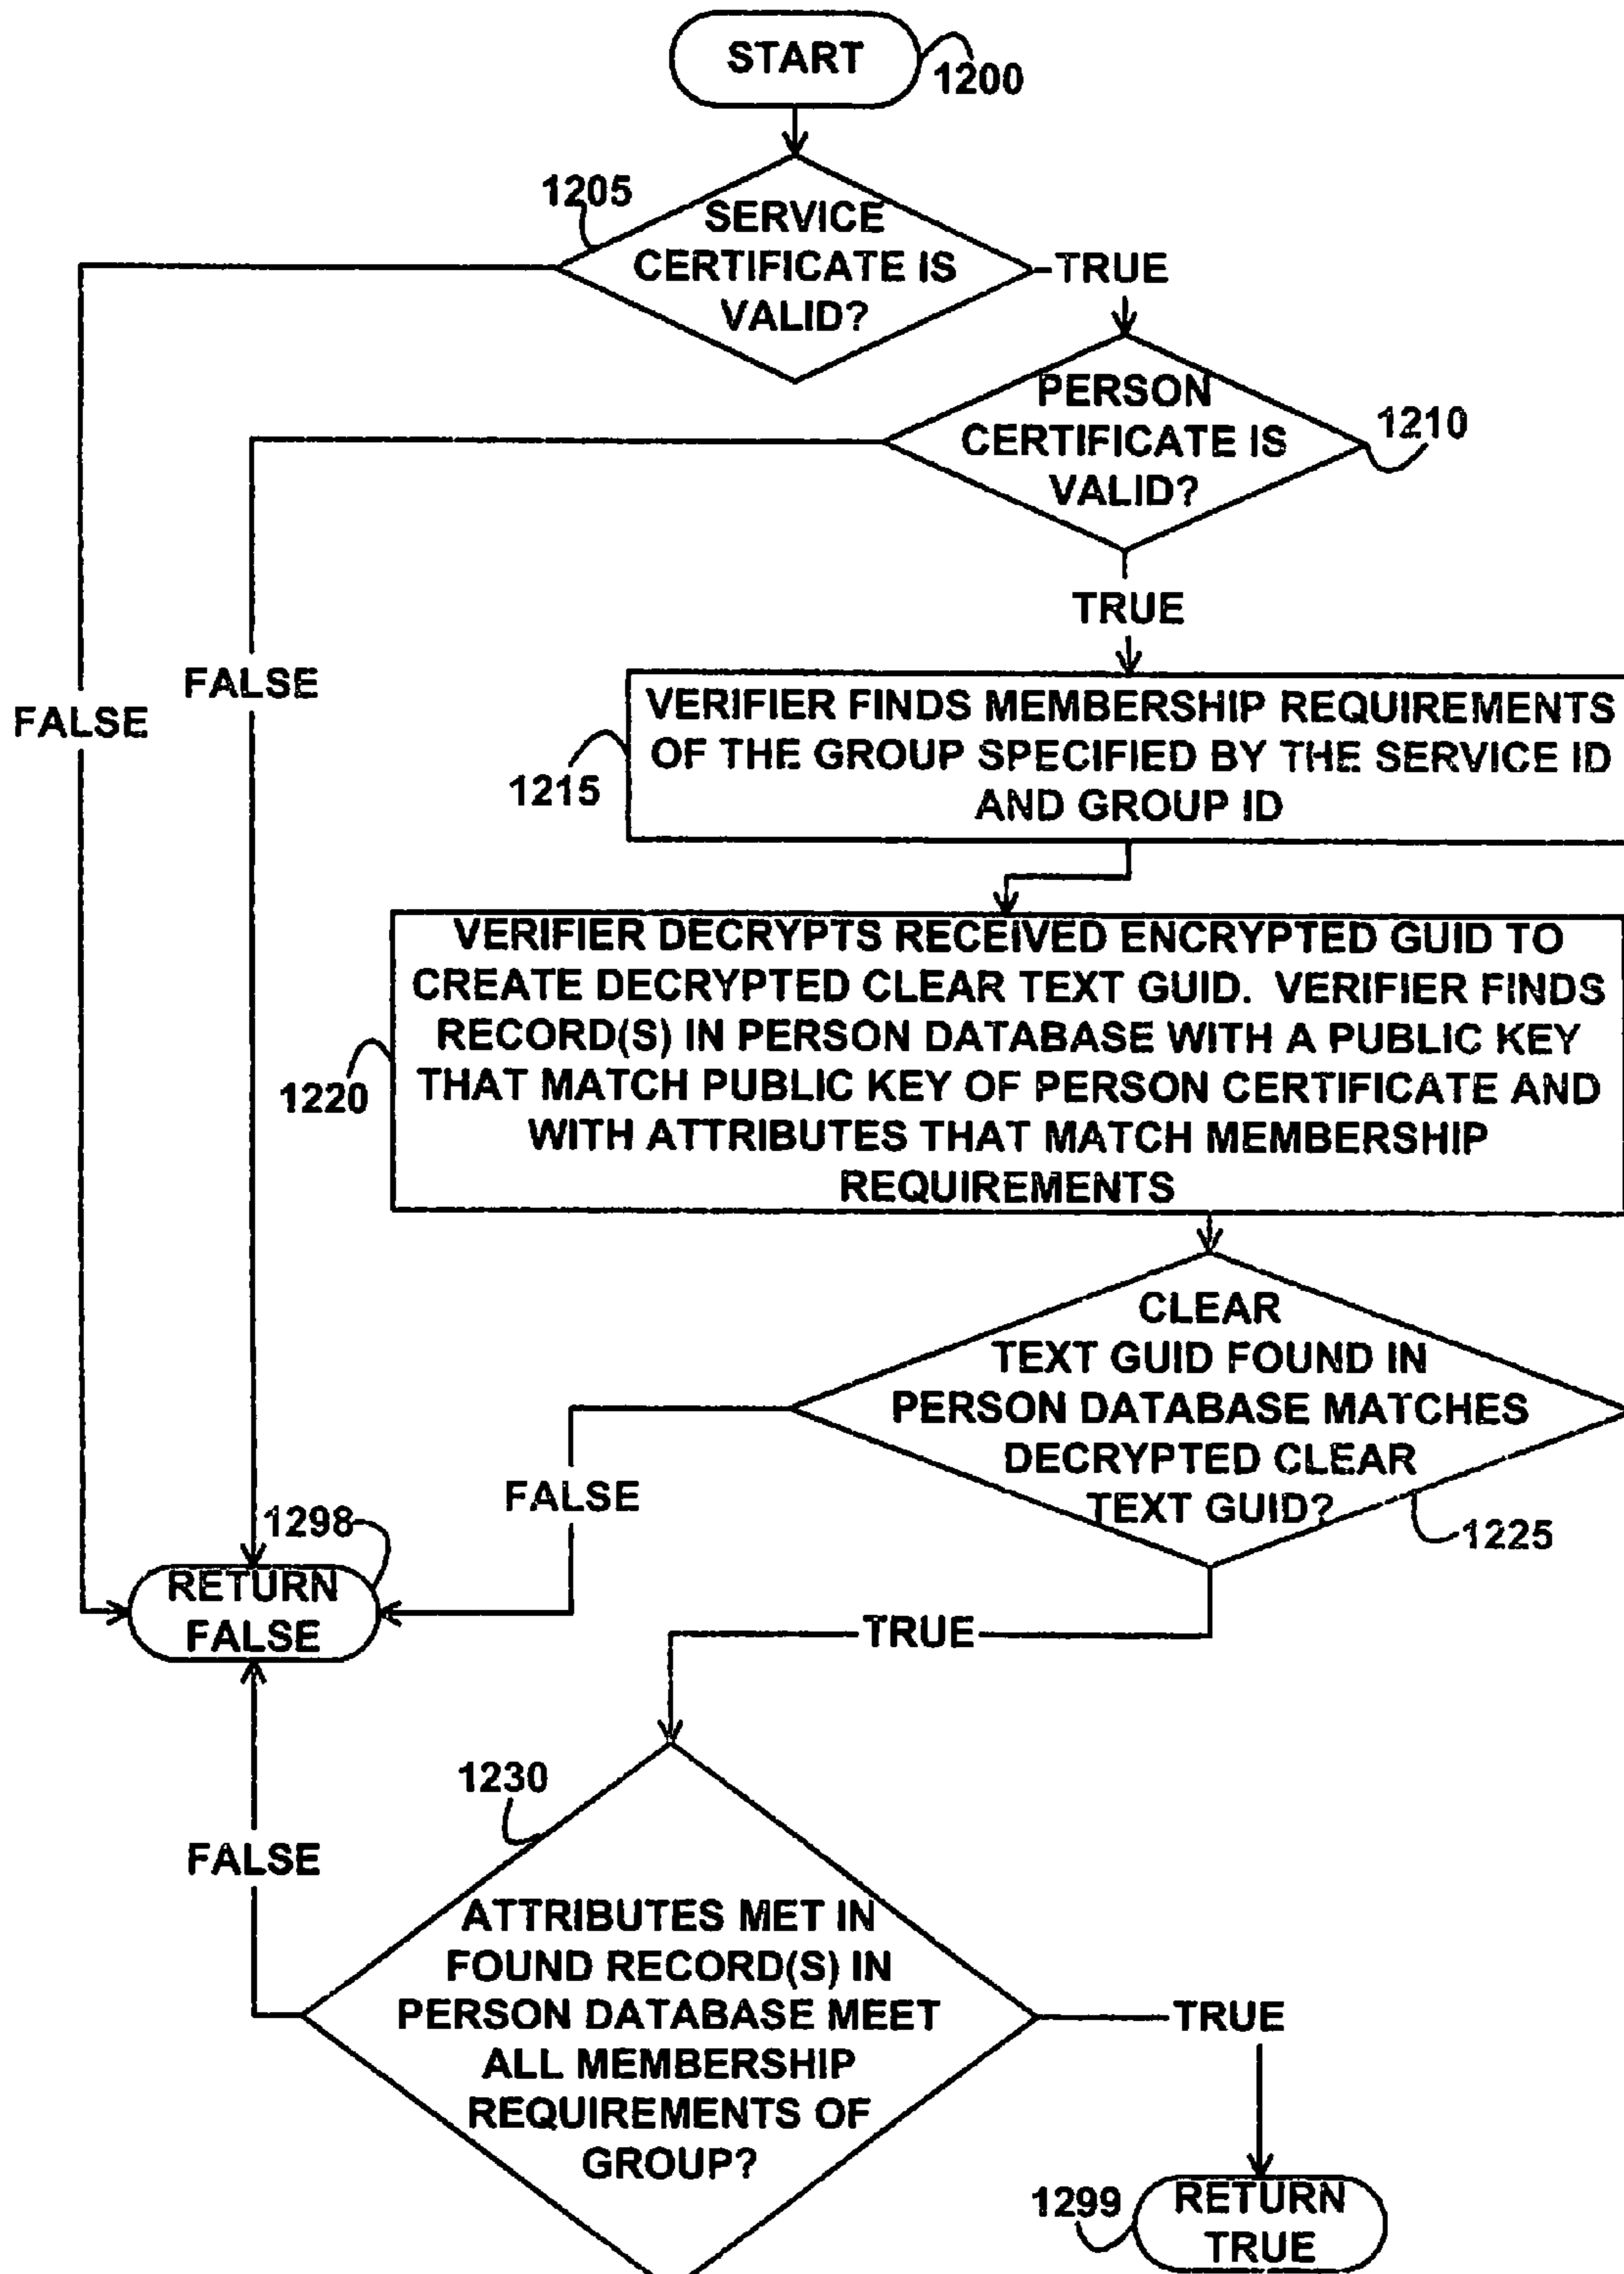 START
1200
1205
SERVICE
CERTIFICATE IS
VALID?
TRUE
PERSON
CERTIFICATE IS
VALID?
1210
TRUE
FALSE
FALSE
VERIFIER FINDS MEMBERSHIP REQUIREMENTS
OF THE GROUP SPECIFIED BY THE SERVICE ID
AND GROUP ID
1215
VERIFIER DECRYPTS RECEIVED ENCRYPTED GUID TO
CREATE DECRYPTED CLEAR TEXT GUID. VERIFIER FINDS
RECORD(S) IN PERSON DATABASE WITH A PUBLIC KEY
THAT MATCH PUBLIC KEY OF PERSON CERTIFICATE AND
WITH ATTRIBUTES THAT MATCH MEMBERSHIP
REQUIREMENTS
1220
CLEAR
TEXT GUID FOUND IN
PERSON DATABASE MATCHES
DECRYPTED CLEAR
TEXT GUID?
1225
FALSE
1298
RETURN
FALSE
TRUE
1230
FALSE
ATTRIBUTES MET IN
FOUND RECORD(S) IN
PERSON DATABASE MEET
ALL MEMBERSHIP
REQUIREMENTS OF
GROUP?
TRUE
1299
RETURN
TRUE